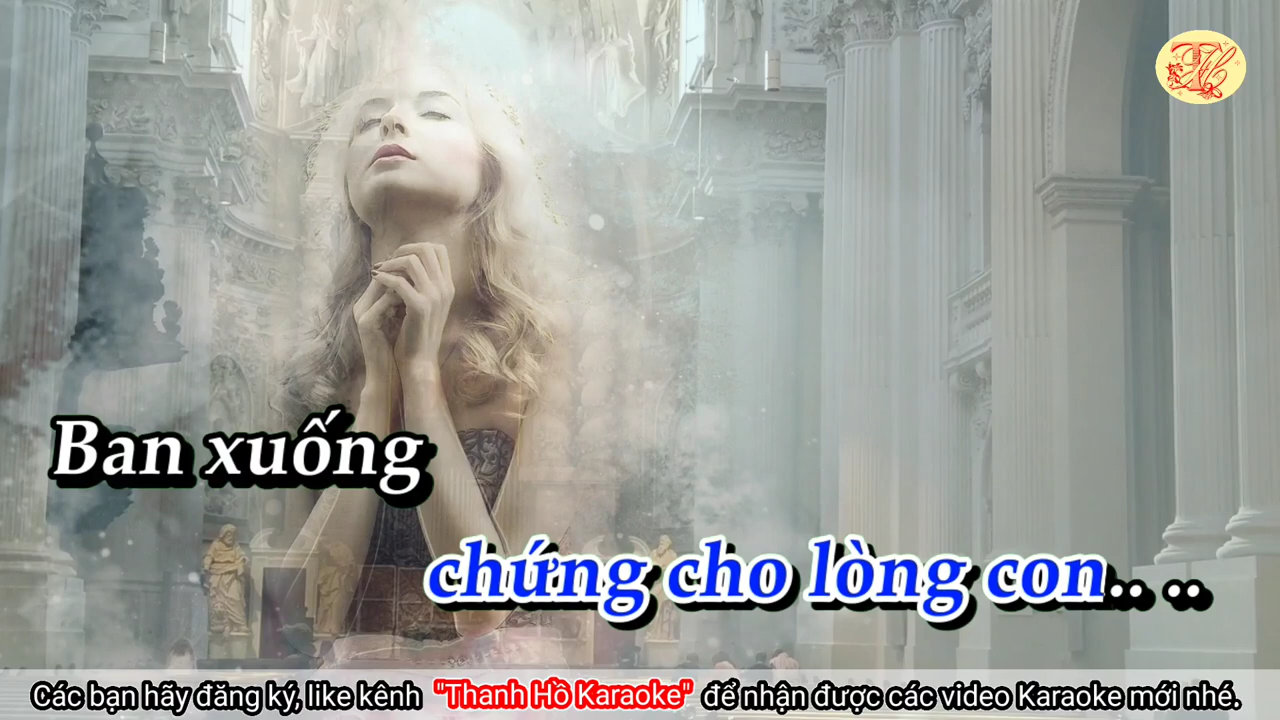 Ban xuống
chứng cho lòng con.. ..
Các bạn hãy đăng ký, like kênh "Thanh Hồ Karaoke" để nhận được các video Karaoke mới nhé.